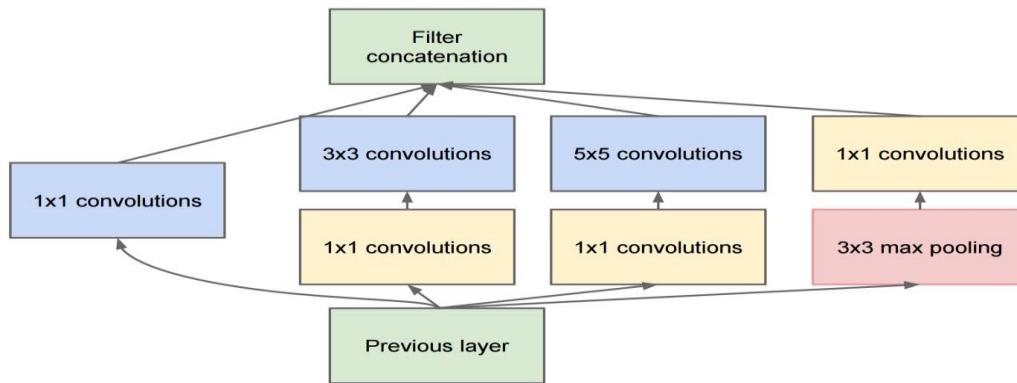 Filter
concatenation
3x3 convolutions
5x5 convolutions
1x1 convolutions
1x1 convolutions
1x1 convolutions
1x1 convolutions
3x3 max pooling
Previous layer